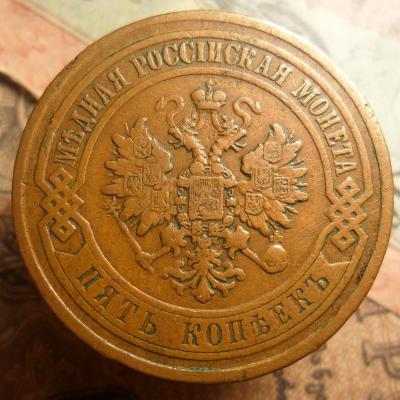 МѢДНАЯ РОССІЙСКАЯ МОНЕТА
ПЯТЬ КОПѢЕКЪ